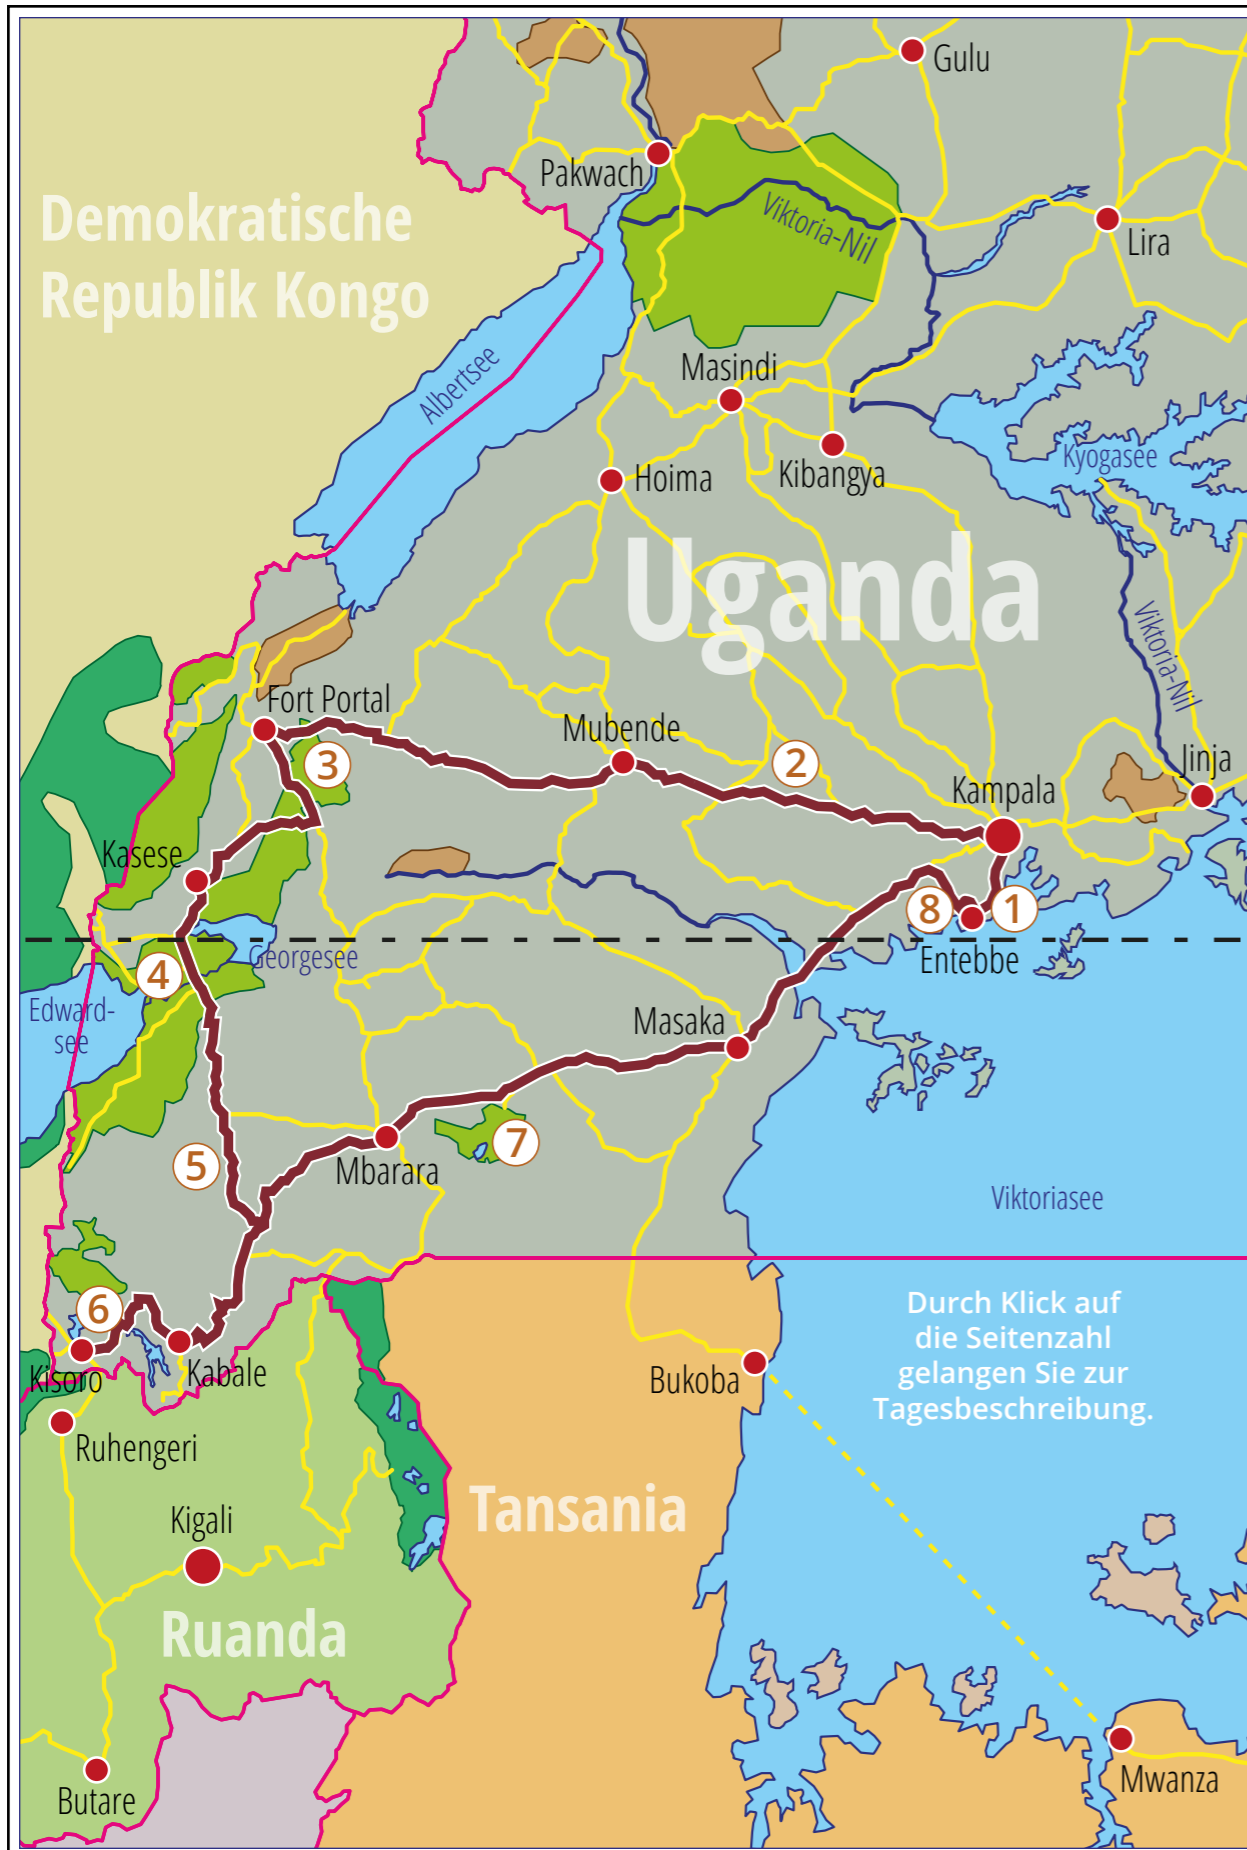 Gulu
Pakwach
Demokratische
Republik Kongo
Viktoria-Nil
Lira
Albertsee
Masindi
Kyogasee
Hoima
Kibangya
Uganda
Viktoria-Nil
Fort Portal
Mubende
3
2
Jinja
Kampala
Kasese
8
1
4
Georgesee
Entebbe
Edward-
see
Masaka
7
5
Mbarara
Viktoriasee
6
Durch Klick auf
die Seitenzahl
gelangen Sie zur
Tagesbeschreibung.
Kisoro
Kabale
Bukoba
Ruhengeri
Tansania
Kigali
Ruanda
Mwanza
Butare